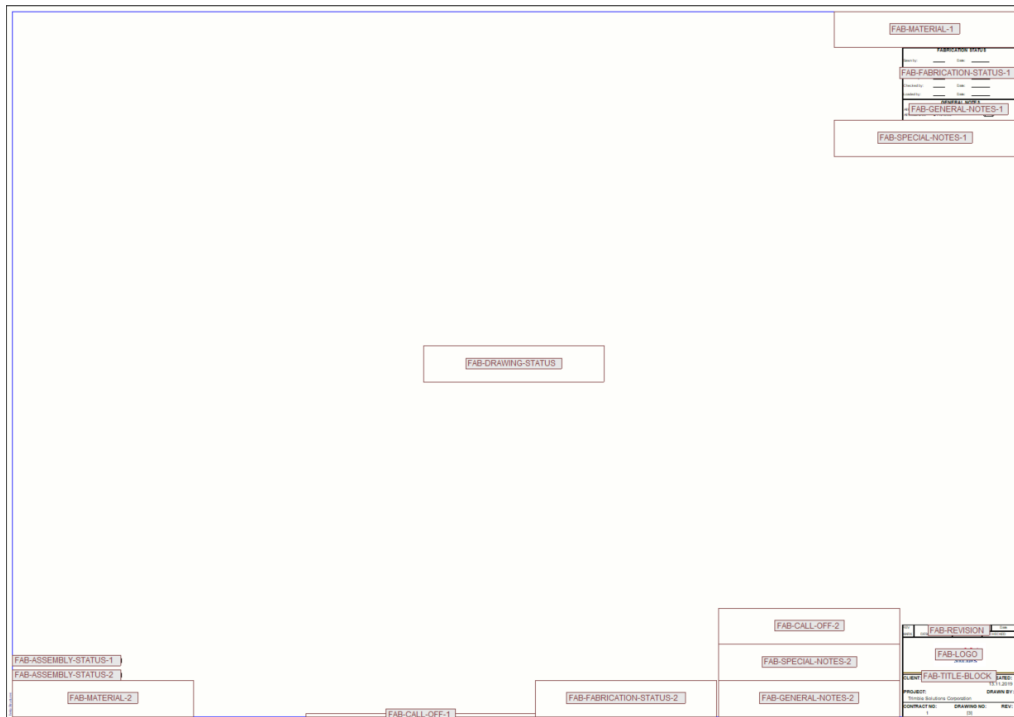 FAB-MATERIAL-1
FABRICATION STATUS
FAB-FABRICATION-STATUS-1
GENERAL NOTES
FAB-GENERAL-NOTES-1
FAB-SPECIAL-NOTES-1
FAB-DRAWING-STATUS
FAB-CALL-OFF-2
FAB-REVISION
FAB-LOGO
FAB-ASSEMBLY-STATUS-1
FAB-SPECIAL-NOTES-2
FAB-ASSEMBLY-STATUS-2
CLIENT FAB-TITLE-BLOCK
FAB-MATERIAL-2
FAB-FABRICATION-STATUS-2
FAB-GENERAL-NOTES-2
PROJECT: DRAWN BY:
Trimble Solutions Corporation
CONTRACT NO: DRAWING NO: REV:
FAB-CALL-OFF-1
1